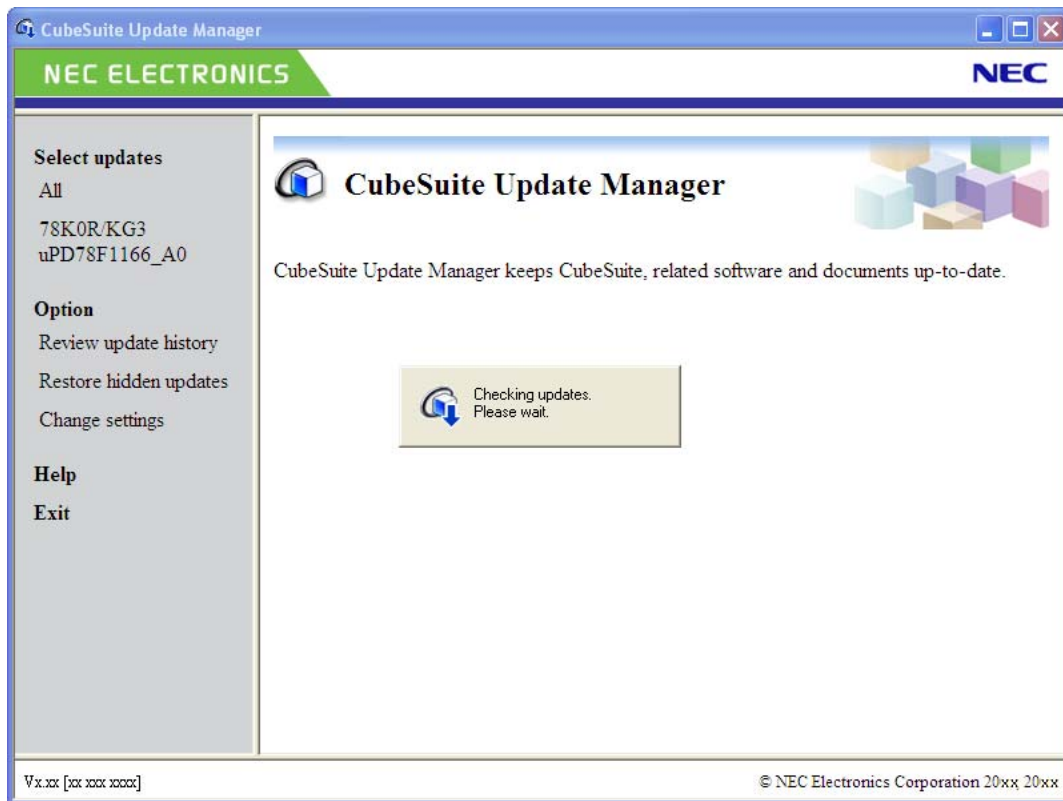 CubeSuite Update Manager
NEC ELECTRONICS
NEC
Select updates
All
78K0R/KG3
uPD78F1166_A0
Option
Review update history
Restore hidden updates
Change settings
Help
Exit
CubeSuite Update Manager
CubeSuite Update Manager keeps CubeSuite, related software and documents up-to-date.
Checking updates.
Please wait.
Vx.xx [xx xxx xxxx]
© NEC Electronics Corporation 20xx, 20xx